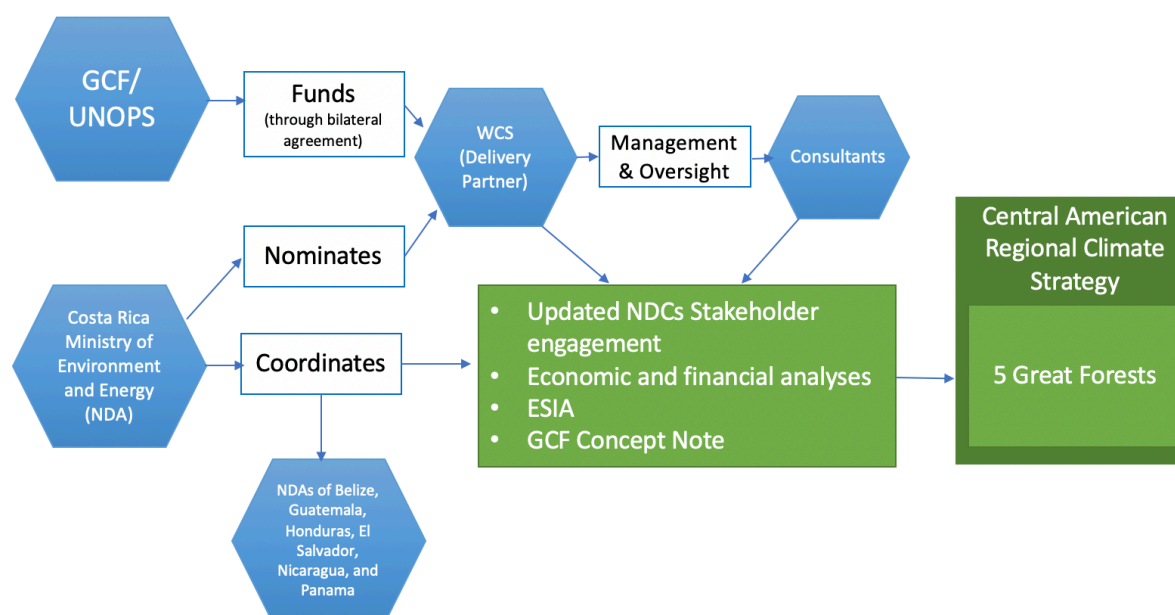 GCF/
UNOPS
Funds
(through bilateral
agreement)
WCS
(Delivery
Partner)
Management
& Oversight
Consultants
Nominates
Costa Rica
Ministry of
Environment
and Energy
(NDA)
Coordinates
NDAs of Belize,
Guatemala,
Honduras, El
Salvador,
Nicaragua, and
Panama
• Updated NDCs Stakeholder
engagement
• Economic and financial analyses
• ESIA
• GCF Concept Note
Central American
Regional Climate
Strategy
5 Great Forests